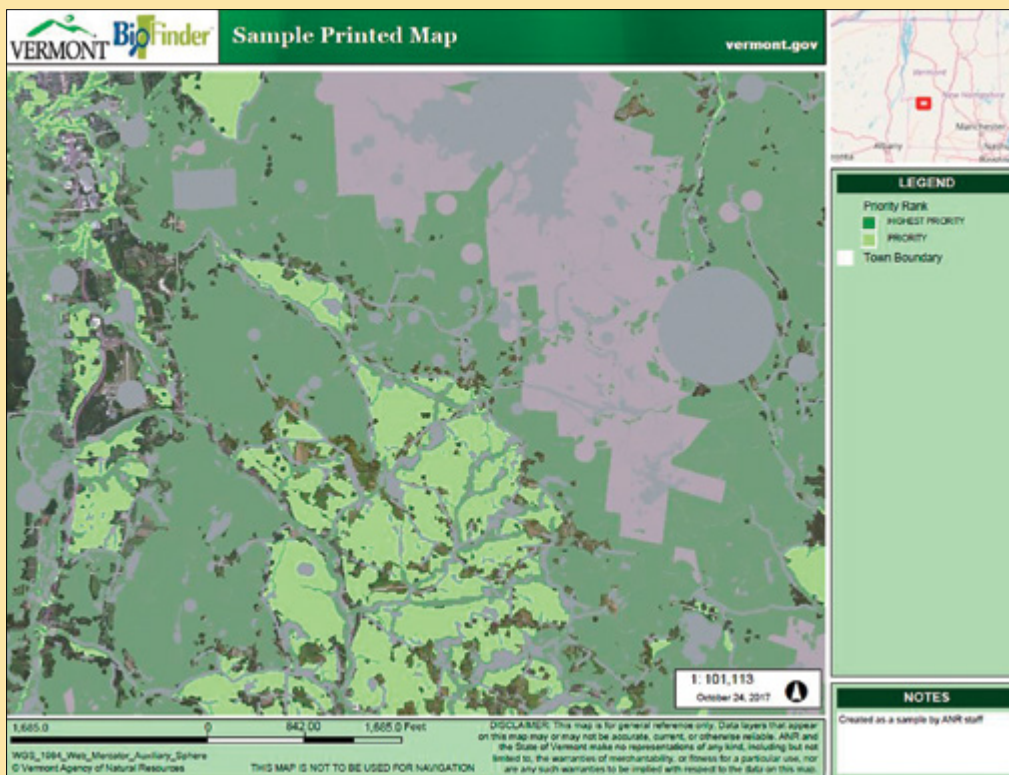 VERMONT BioFinder
Sample Printed Map
vermont.gov
Vermont
New Hampshire
Manchester
Albany
LEGEND
Priority Rank
HIGHEST PRIORITY
PRIORITY
Town Boundary
1: 101,113
October 24, 2017
NOTES
Created as a sample by ANR staff
1,685.0 0 842.00 1,685.0 Feet
WGS_1984_Web_Mercator_Auxiliary_Sphere
© Vermont Agency of Natural Resources
THIS MAP IS NOT TO BE USED FOR NAVIGATION
DISCLAIMER: This map is for general reference only. Data layers that appear
on this map may or may not be accurate, current, or otherwise reliable. ANR and
the State of Vermont make no representations of any kind, including but not
limited to, the warranties of merchantability, or fitness for a particular use, nor
are any such warranties to be implied with respect to the data on this map.